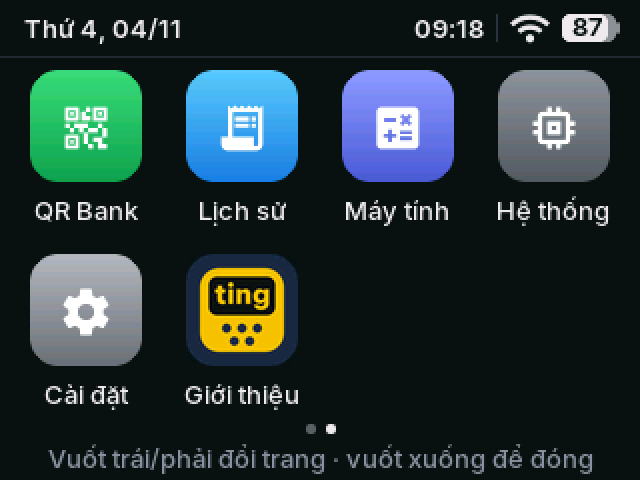 Thứ 4, 04/11 09:18 87
QR Bank Lịch sử Máy tính Hệ thống
ting
Cài đặt Giới thiệu
Vuốt trái/phải đổi trang · vuốt xuống để đóng